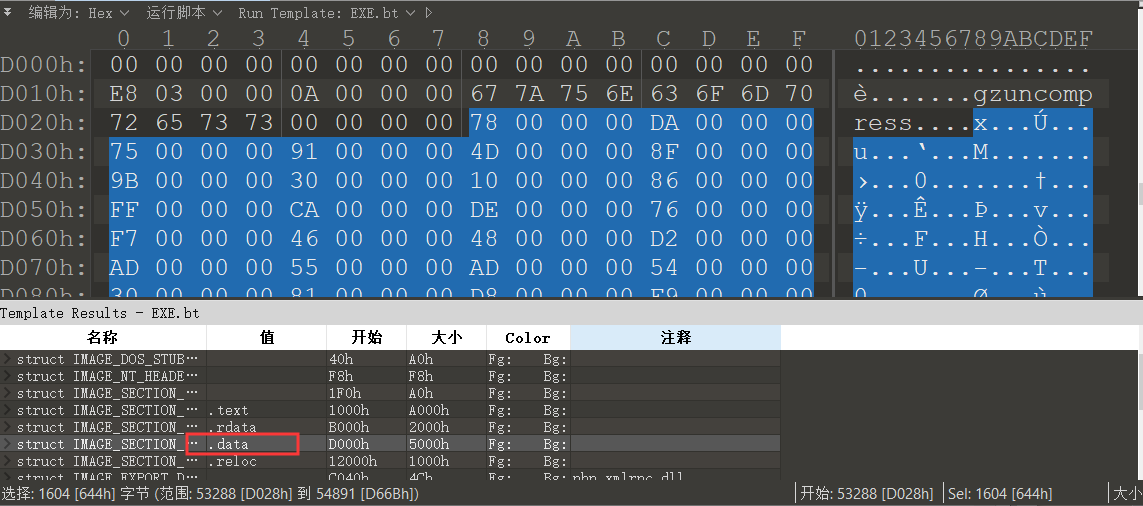 编辑为: Hex 运行脚本 Run Template: EXE.bt
0 1 2 3 4 5 6 7 8 9 A B C D E F 0123456789ABCDEF
D000h: 00 00 00 00 00 00 00 00 00 00 00 00 00 00 00 00 ................
D010h: E8 03 00 00 0A 00 00 00 67 7A 75 6E 63 6F 6D 70 è.......gzuncomp
D020h: 72 65 73 73 00 00 00 00 78 00 00 00 DA 00 00 00 ress....x...Ú...
D030h: 75 00 00 00 91 00 00 00 4D 00 00 00 8F 00 00 00 u...‘...M.......
D040h: 9B 00 00 00 30 00 00 00 10 00 00 00 86 00 00 00 ›...0.......†...
D050h: FF 00 00 00 CA 00 00 00 DE 00 00 00 76 00 00 00 ÿ...Ê...Þ...v...
D060h: F7 00 00 00 46 00 00 00 48 00 00 00 D2 00 00 00 ÷...F...H...Ò...
D070h: AD 00 00 00 55 00 00 00 AD 00 00 00 54 00 00 00 –...U...–...T...
D080h: 30 00 00 00 81 00 00 00 D8 00 00 00 00 00 00
Template Results - EXE.bt
名称 值 开始 大小 Color 注释
struct IMAGE_DOS_STUB… 40h A0h Fg: Bg:
struct IMAGE_NT_HEADE… F8h F8h Fg: Bg:
struct IMAGE_SECTION_… 1F0h A0h Fg: Bg:
struct IMAGE_SECTION_… .text 1000h A000h Fg: Bg:
struct IMAGE_SECTION_… .rdata B000h 2000h Fg: Bg:
struct IMAGE_SECTION_… .data D000h 5000h Fg: Bg:
struct IMAGE_SECTION_… .reloc 12000h 1000h Fg: Bg:
struct IMAGE_EXPORT_D… C040h 4Ch Fg: Bg: php_xmlrpc.dll
选择: 1604 [644h] 字节 (范围: 53288 [D028h] 到 54891 [D66Bh]) 开始: 53288 [D028h] Sel: 1604 [644h] 大小